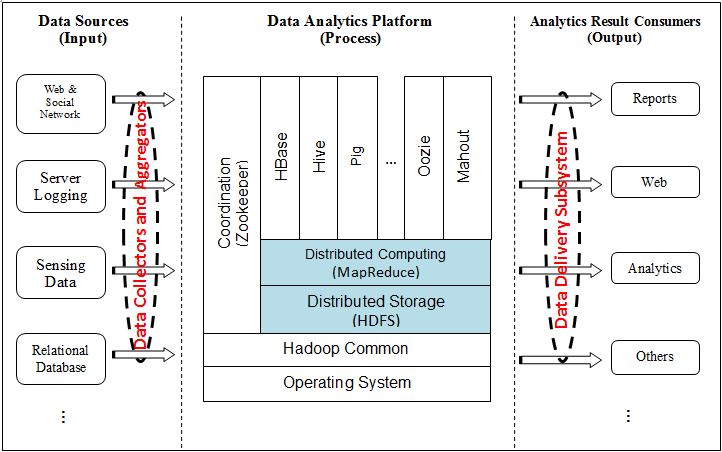 Data Sources
(Input)
Data Analytics Platform
(Process)
Analytics Result Consumers
(Output)
Web &
Social
Network
Server
Logging
Sensing
Data
Relational
Database
⋮
Data Collectors and Aggregators
Coordination
(Zookeeper)
HBase
Hive
Pig
...
Oozie
Mahout
Distributed Computing
(MapReduce)
Distributed Storage
(HDFS)
Hadoop Common
Operating System
Data Delivery Subsystem
Reports
Web
Analytics
Others
⋮